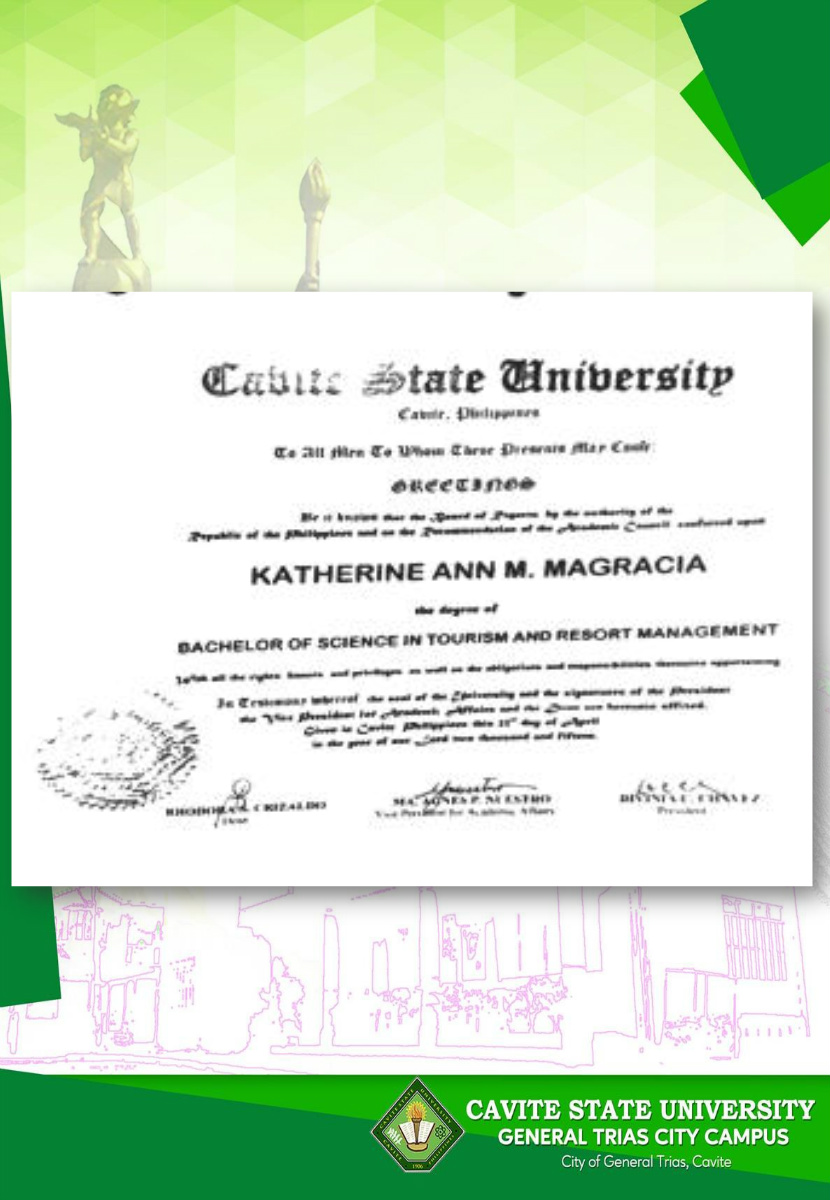 Cavite State University
Cavite, Philippines
To All Men To Whom These Presents May Come:
GREETINGS
Be it known that the Board of Regents by the authority of the
Republic of the Philippines and on the Recommendation of the Academic Council conferred upon
KATHERINE ANN M. MAGRACIA
the degree of
BACHELOR OF SCIENCE IN TOURISM AND RESORT MANAGEMENT
With all the rights, honors and privileges as well as the obligations and responsibilities thereunto appertaining
In Testimony whereof the seal of the University and the signatures of the President
the Vice President for Academic Affairs and the Dean are hereunto affixed.
Given in Cavite Philippines this day of April
in the year of our Lord two thousand and fifteen.
CRIZALDO
Dean
MA. AGNES P. NUESTRO
Vice President for Academic Affairs
DIVINIA C. CHAVEZ
President
CAVITE STATE UNIVERSITY
GENERAL TRIAS CITY CAMPUS
City of General Trias, Cavite
CAVITE STATE UNIVERSITY
1906